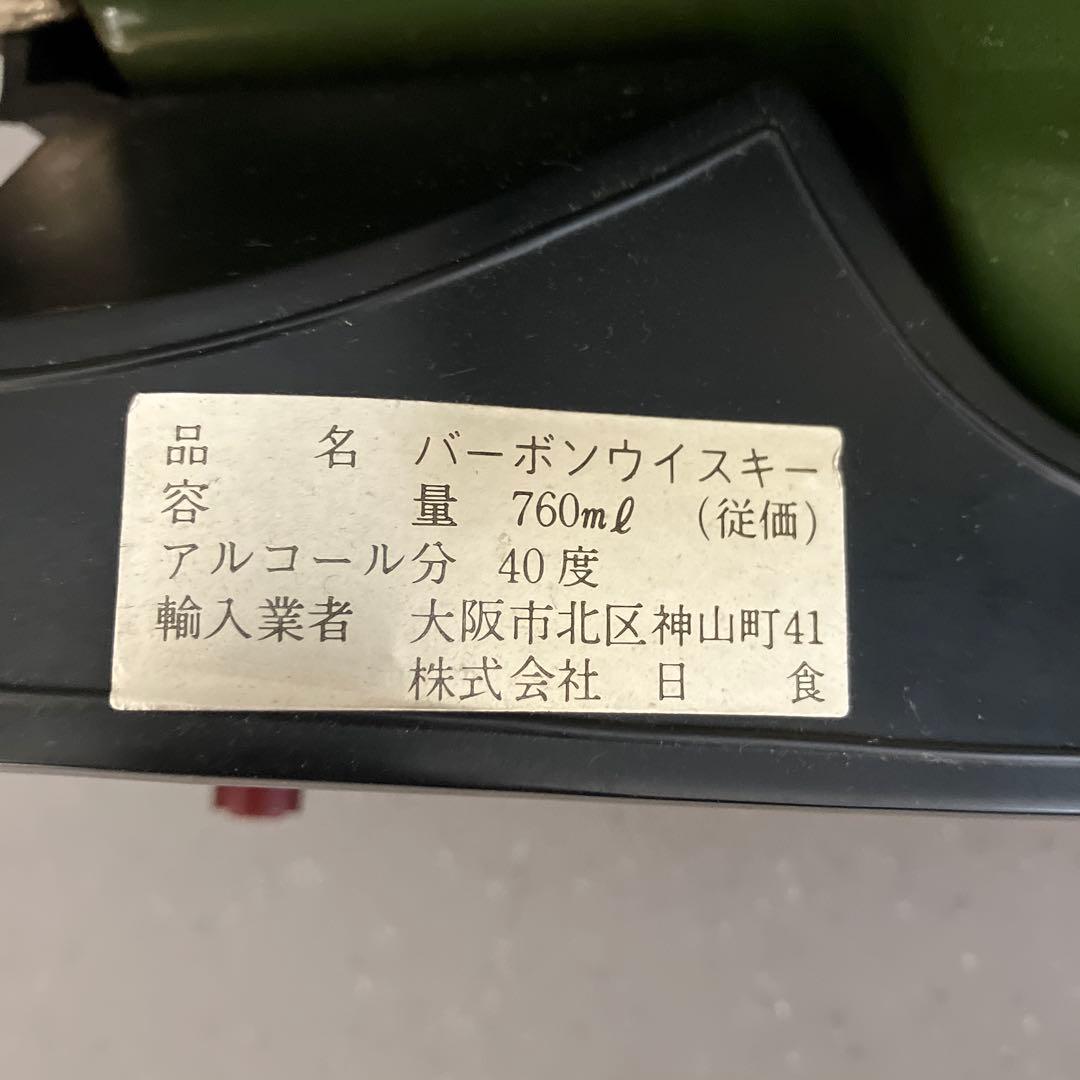 品名 バーボンウイスキー
容量 760ml (従価)
アルコール分 40度
輸入業者 大阪市北区神山町41
株式会社 日食